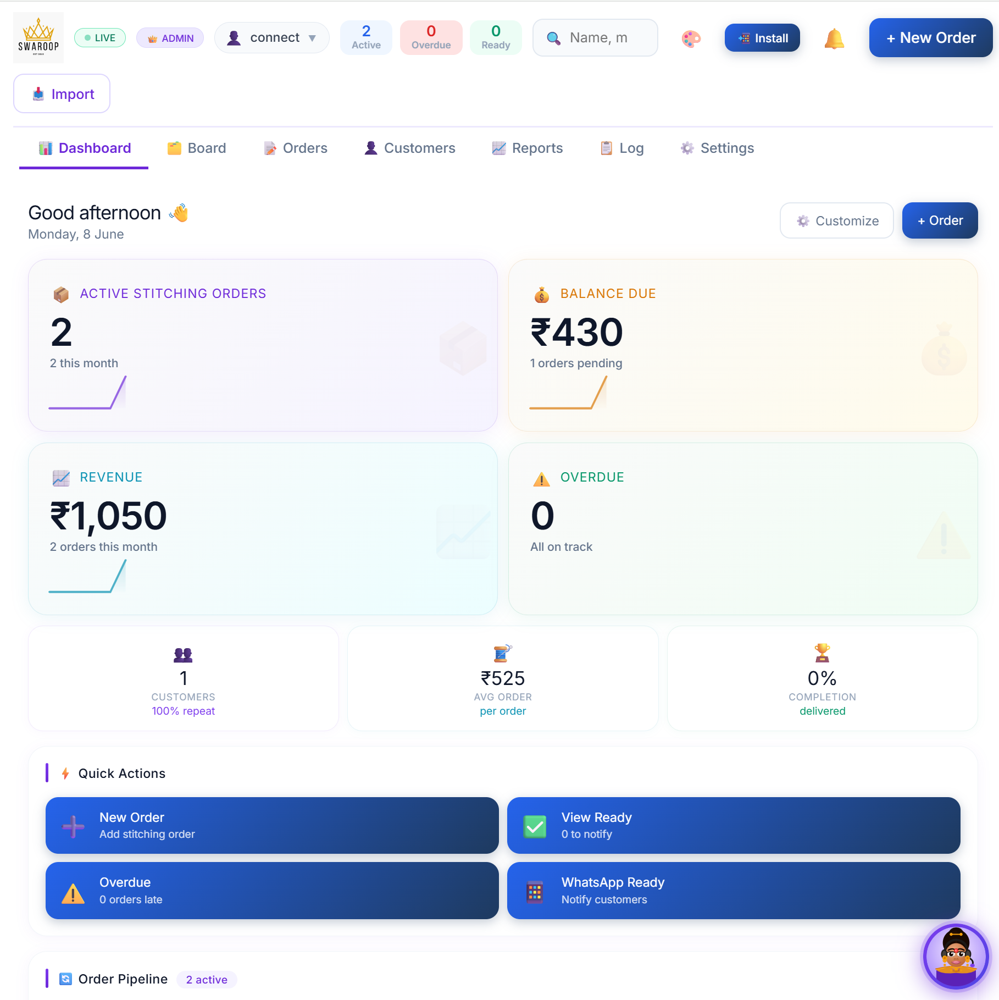 SWAROOP
LIVE
ADMIN
connect ▼
2 Active
0 Overdue
0 Ready
Name, m
Install
+ New Order
Import
Dashboard
Board
Orders
Customers
Reports
Log
Settings
Good afternoon 👋
Monday, 8 June
Customize
+ Order
ACTIVE STITCHING ORDERS
2
2 this month
BALANCE DUE
₹430
1 orders pending
REVENUE
₹1,050
2 orders this month
OVERDUE
0
All on track
1
CUSTOMERS
100% repeat
₹525
AVG ORDER
per order
0%
COMPLETION
delivered
Quick Actions
New Order
Add stitching order
View Ready
0 to notify
Overdue
0 orders late
WhatsApp Ready
Notify customers
Order Pipeline
2 active